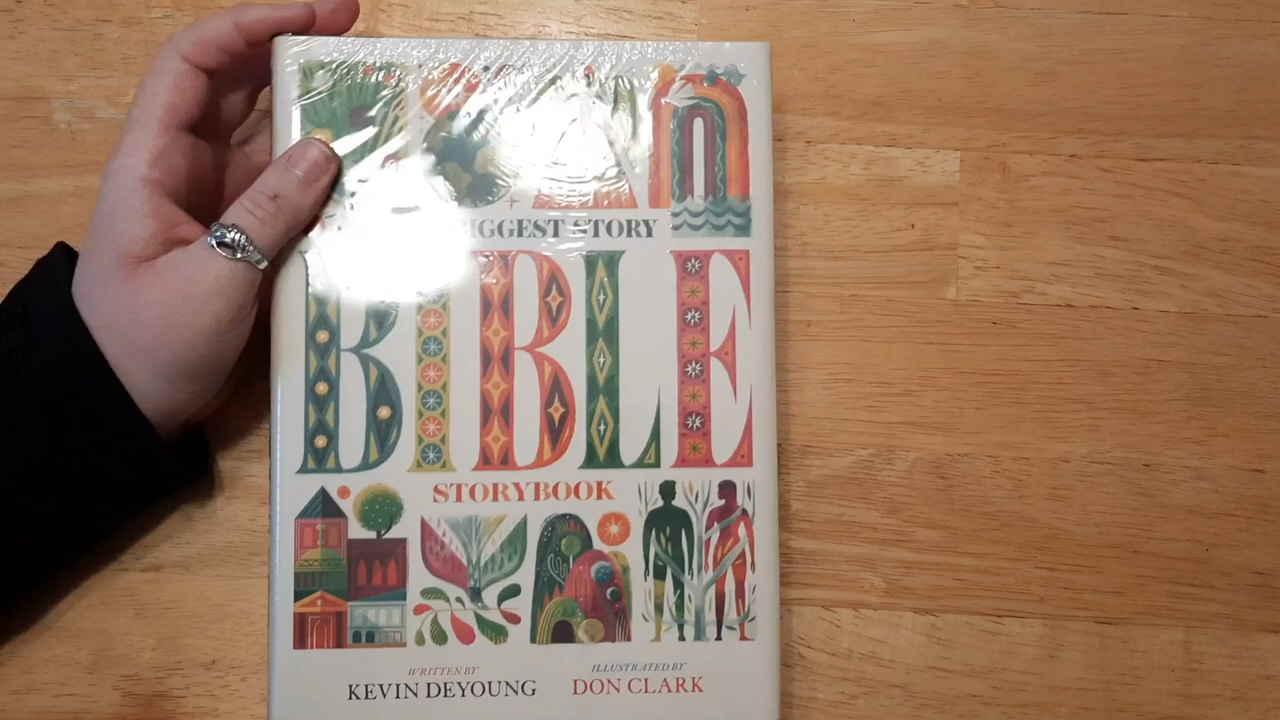 BIGGEST STORY
BIBLE
STORYBOOK
WRITTEN BY
KEVIN DEYOUNG
ILLUSTRATED BY
DON CLARK